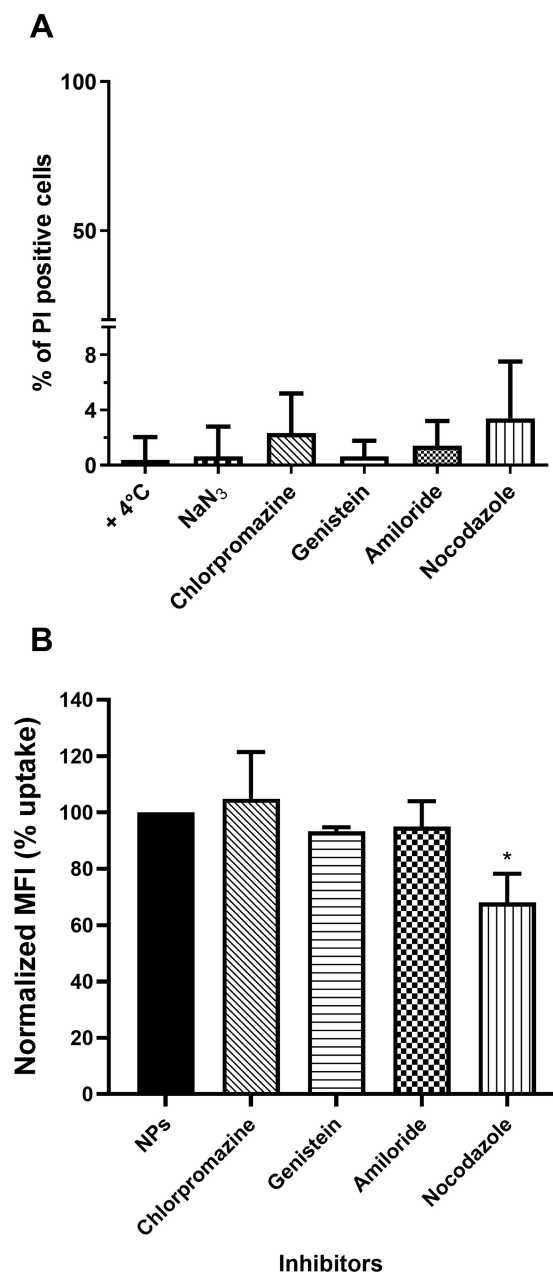 A
% of PI positive cells
100
50
8
4
0
+ 4°C
NaN₃
Chlorpromazine
Genistein
Amiloride
Nocodazole
B
Normalized MFI (% uptake)
140
120
100
80
60
40
20
0
*
NPs
Chlorpromazine
Genistein
Amiloride
Nocodazole
Inhibitors